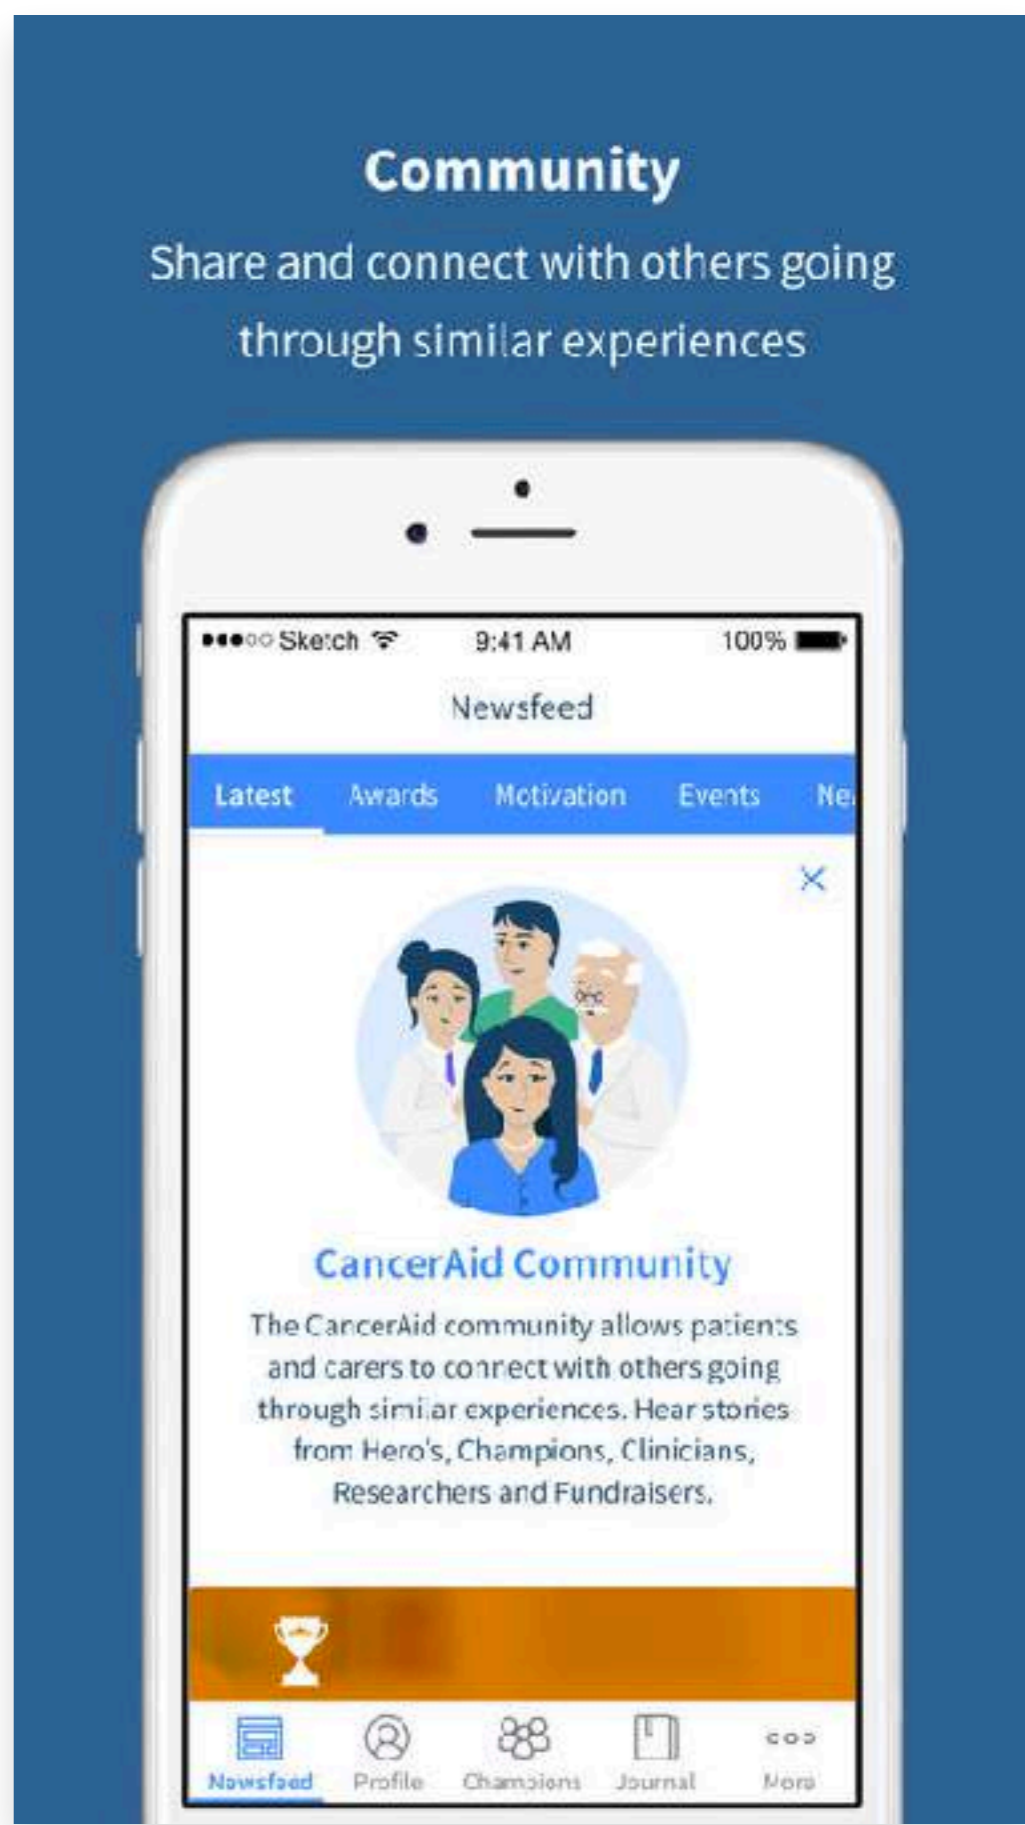 Community
Share and connect with others going
through similar experiences
Sketch 9:41 AM 100%
Newsfeed
Latest Awards Motivation Events Ne
CancerAid Community
The CancerAid community allows patients
and carers to connect with others going
through similar experiences. Hear stories
from Hero's, Champions, Clinicians,
Researchers and Fundraisers.
Newsfeed Profile Champions Journal More